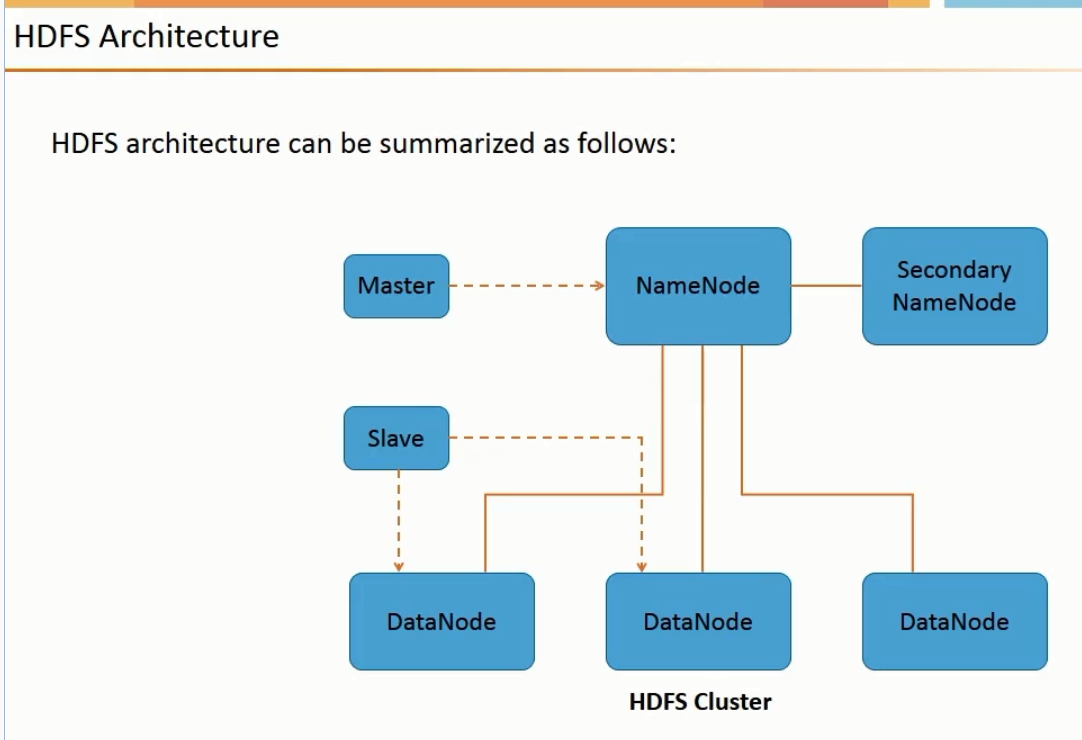 HDFS Architecture
HDFS architecture can be summarized as follows:
Master
NameNode
Secondary
NameNode
Slave
DataNode
DataNode
DataNode
HDFS Cluster